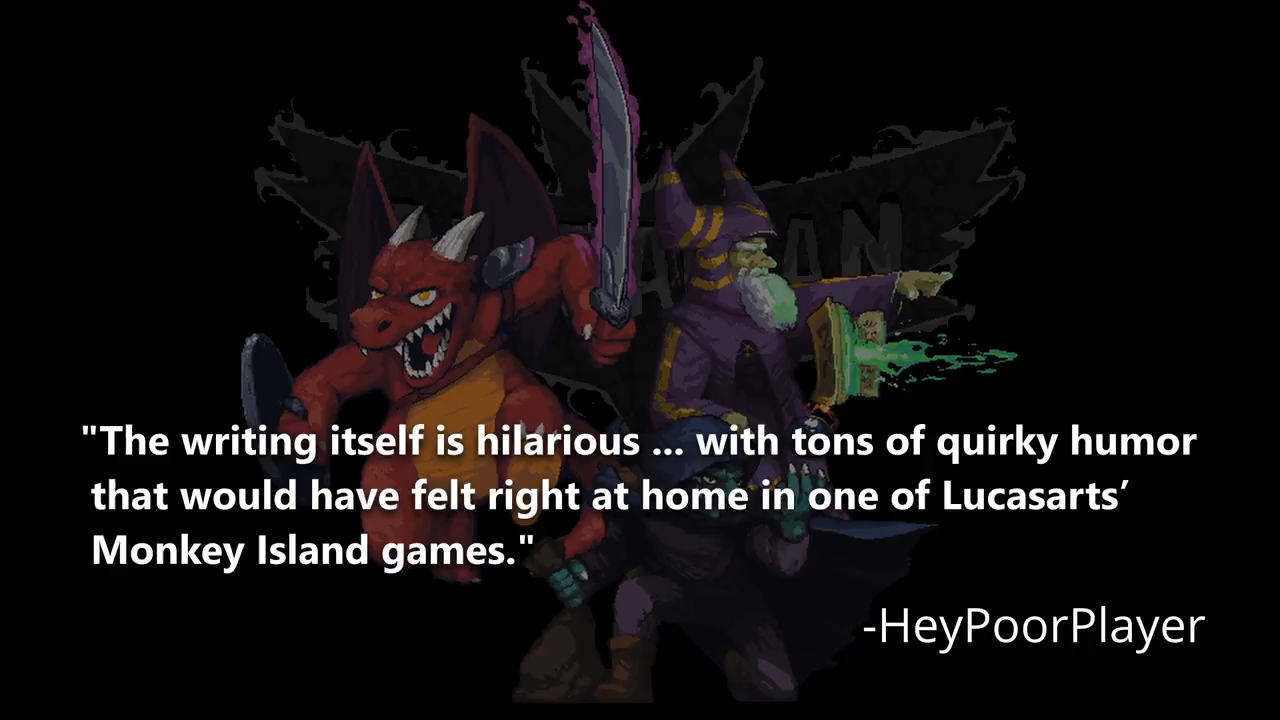 "The writing itself is hilarious ... with tons of quirky humor
that would have felt right at home in one of Lucasarts’
Monkey Island games."
-HeyPoorPlayer